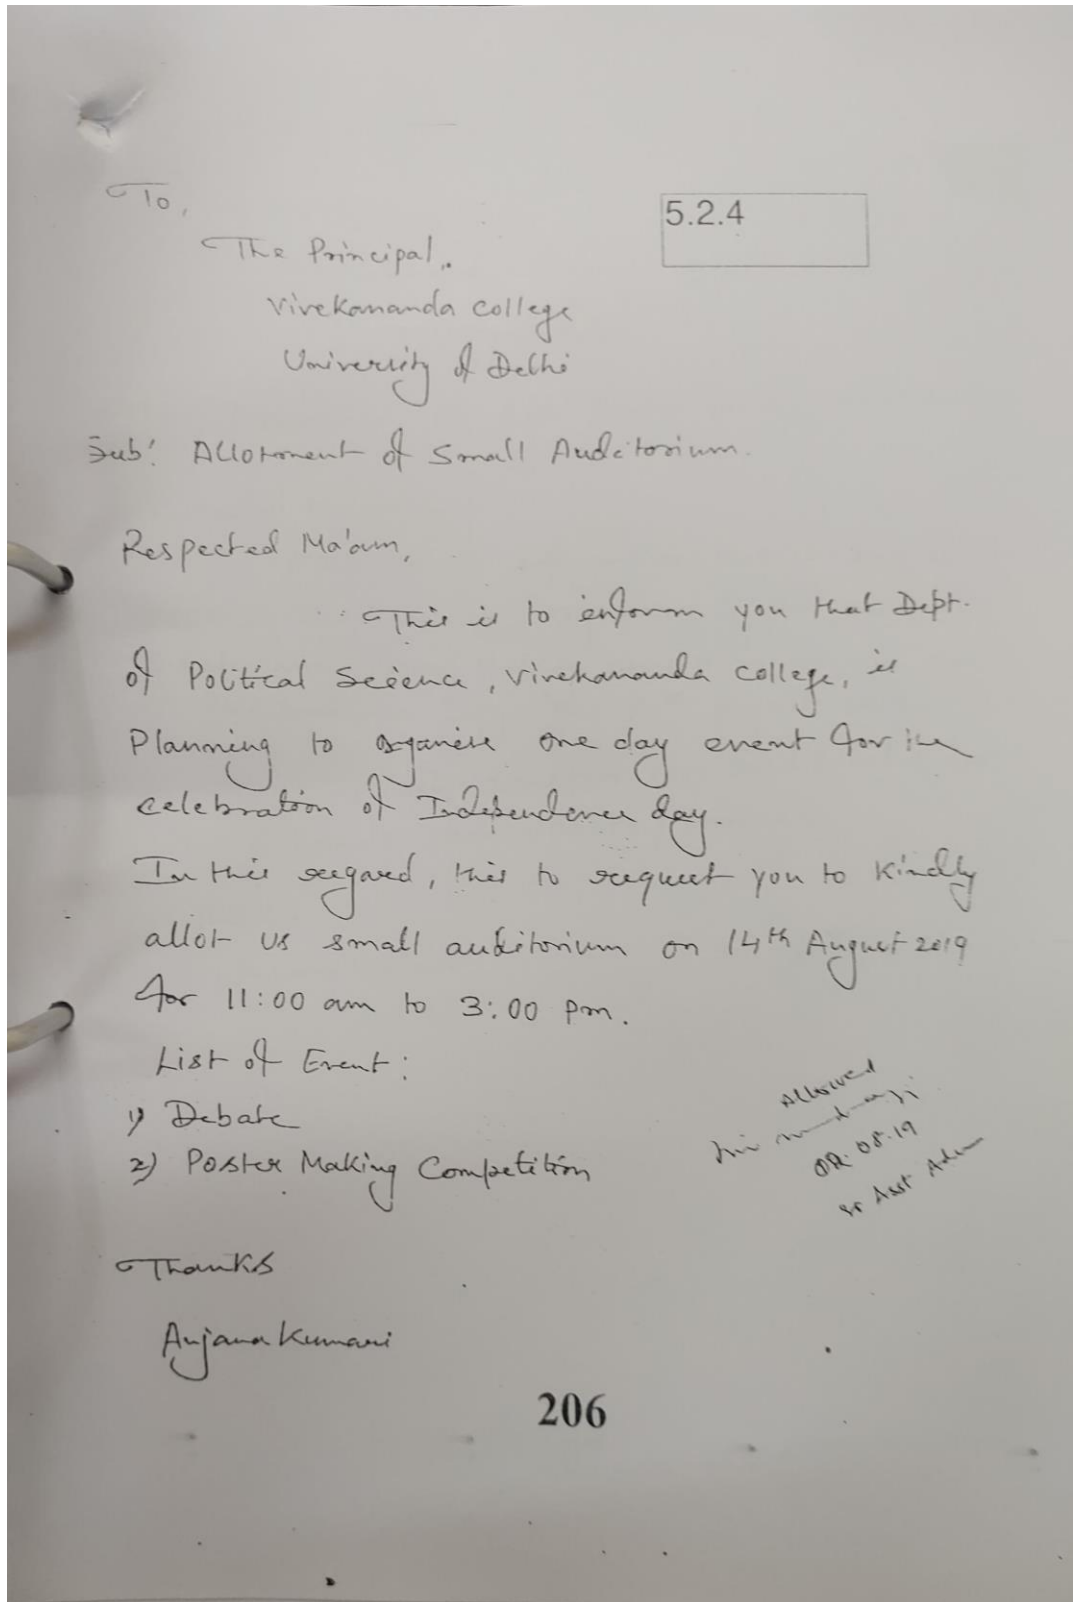 To,
5.2.4
The Principal,
Vivekananda College
University of Delhi
Sub: Allotment of Small Auditorium.
Respected Ma'am,
This is to inform you that Dept.
of Political Science, Vivekananda College, is
Planning to organise one day event for the
celebration of Independence day.
In this regard, this to request you to Kindly
allot us small auditorium on 14th August 2019
for 11:00 am to 3:00 pm.
List of Event:
1) Debate
2) Poster Making Competition
Allowed
08.19
Sr Asst Adm
Thanks
Anjana Kumari
206